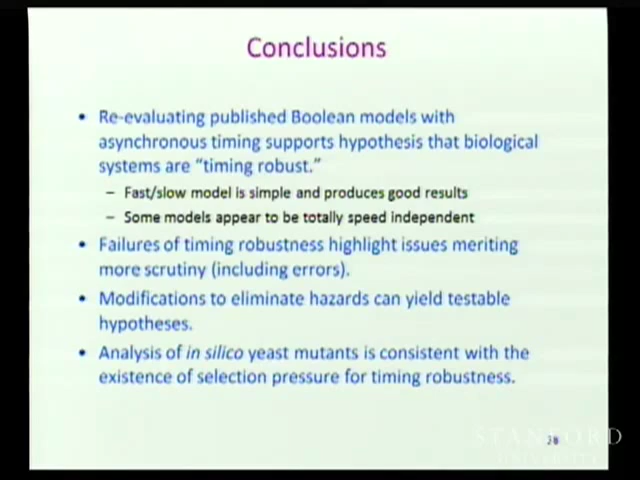 Conclusions
• Re-evaluating published Boolean models with
asynchronous timing supports hypothesis that biological
systems are “timing robust.”
– Fast/slow model is simple and produces good results
– Some models appear to be totally speed independent
• Failures of timing robustness highlight issues meriting
more scrutiny (including errors).
• Modifications to eliminate hazards can yield testable
hypotheses.
• Analysis of in silico yeast mutants is consistent with the
existence of selection pressure for timing robustness.
38
STANFORD
UNIVERSITY